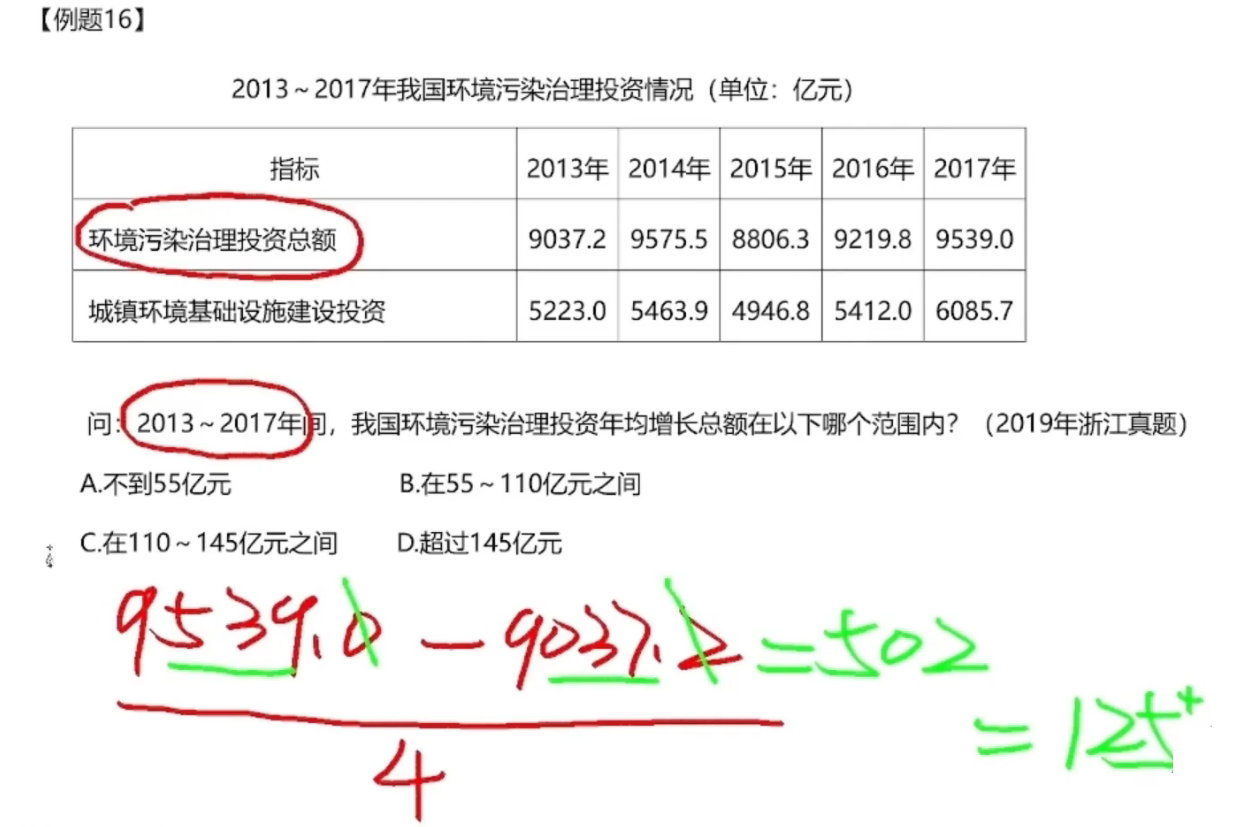 【例题16】
2013～2017年我国环境污染治理投资情况（单位：亿元）
指标 2013年 2014年 2015年 2016年 2017年
环境污染治理投资总额 9037.2 9575.5 8806.3 9219.8 9539.0
城镇环境基础设施建设投资 5223.0 5463.9 4946.8 5412.0 6085.7
问：2013～2017年间，我国环境污染治理投资年均增长总额在以下哪个范围内？（2019年浙江真题）
A.不到55亿元 B.在55～110亿元之间
C.在110～145亿元之间 D.超过145亿元
9539.0 - 9037.2 = 502
4
= 125+